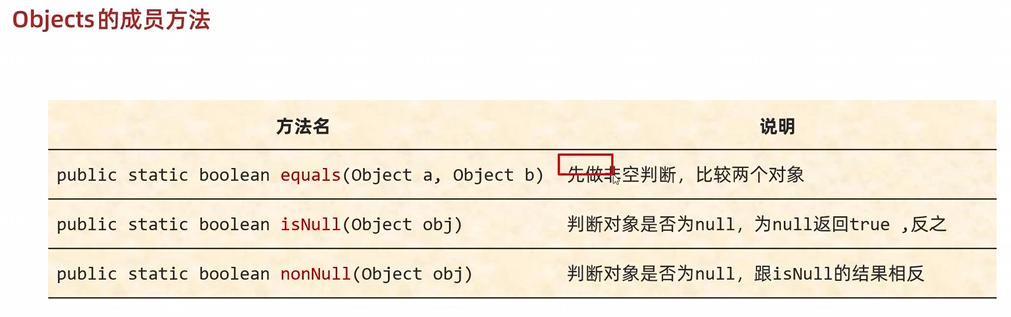 Objects的成员方法
方法名 说明
public static boolean equals(Object a, Object b) 先做非空判断，比较两个对象
public static boolean isNull(Object obj) 判断对象是否为null，为null返回true ,反之
public static boolean nonNull(Object obj) 判断对象是否为null，跟isNull的结果相反